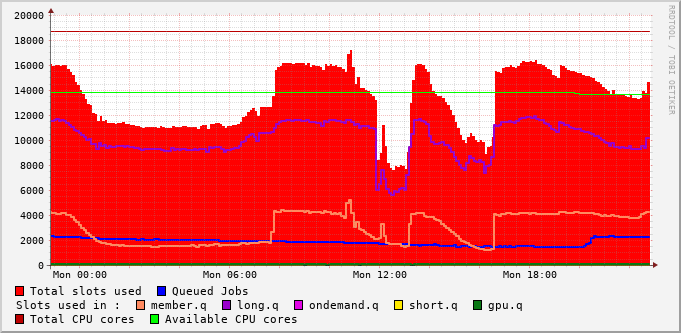 20000
18000
16000
14000
12000
10000
8000
6000
4000
2000
0
Mon 00:00 Mon 06:00 Mon 12:00 Mon 18:00
RRDTOOL / TOBI OETIKER
Total slots used Queued Jobs
Slots used in : member.q long.q ondemand.q short.q gpu.q
Total CPU cores Available CPU cores